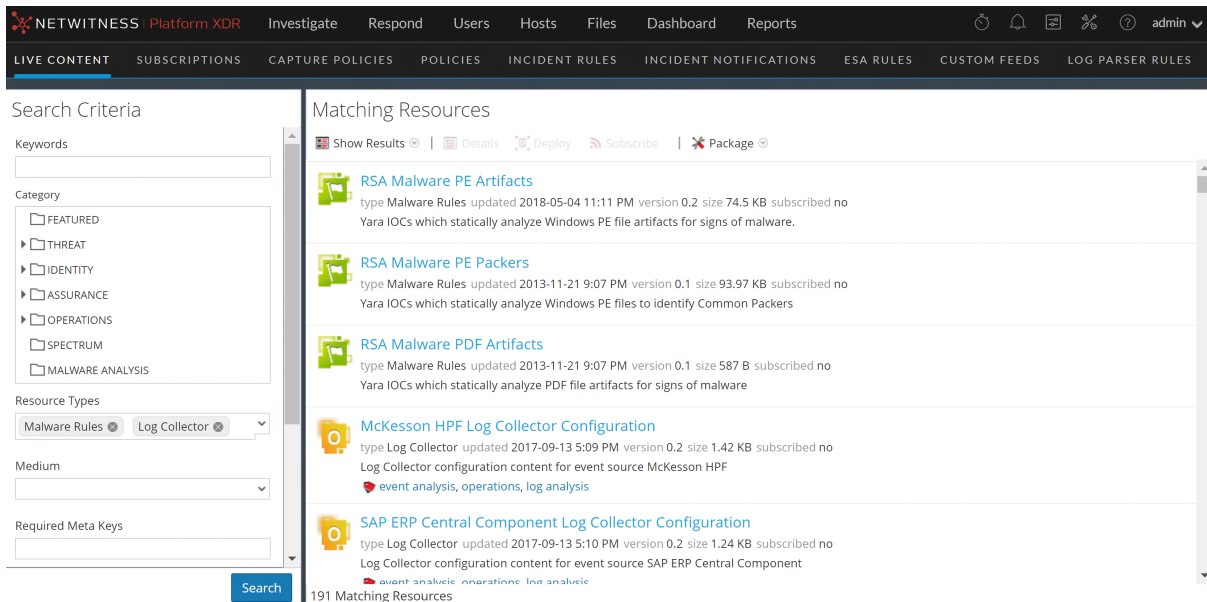 NETWITNESS | Platform XDR Investigate Respond Users Hosts Files Dashboard Reports admin
LIVE CONTENT SUBSCRIPTIONS CAPTURE POLICIES POLICIES INCIDENT RULES INCIDENT NOTIFICATIONS ESA RULES CUSTOM FEEDS LOG PARSER RULES
Search Criteria
Keywords
Category
FEATURED
THREAT
IDENTITY
ASSURANCE
OPERATIONS
SPECTRUM
MALWARE ANALYSIS
Resource Types
Malware Rules Log Collector
Medium
Required Meta Keys
Search
Matching Resources
Show Results | Details Deploy Subscribe | Package
RSA Malware PE Artifacts
type Malware Rules updated 2018-05-04 11:11 PM version 0.2 size 74.5 KB subscribed no
Yara IOCs which statically analyze Windows PE file artifacts for signs of malware.
RSA Malware PE Packers
type Malware Rules updated 2013-11-21 9:07 PM version 0.1 size 93.97 KB subscribed no
Yara IOCs which statically analyze Windows PE files to identify Common Packers
RSA Malware PDF Artifacts
type Malware Rules updated 2013-11-21 9:07 PM version 0.1 size 587 B subscribed no
Yara IOCs which statically analyze PDF file artifacts for signs of malware
McKesson HPF Log Collector Configuration
type Log Collector updated 2017-09-13 5:09 PM version 0.2 size 1.42 KB subscribed no
Log Collector configuration content for event source McKesson HPF
event analysis, operations, log analysis
SAP ERP Central Component Log Collector Configuration
type Log Collector updated 2017-09-13 5:10 PM version 0.2 size 1.24 KB subscribed no
Log Collector configuration content for event source SAP ERP Central Component
event analysis, operations, log analysis
191 Matching Resources